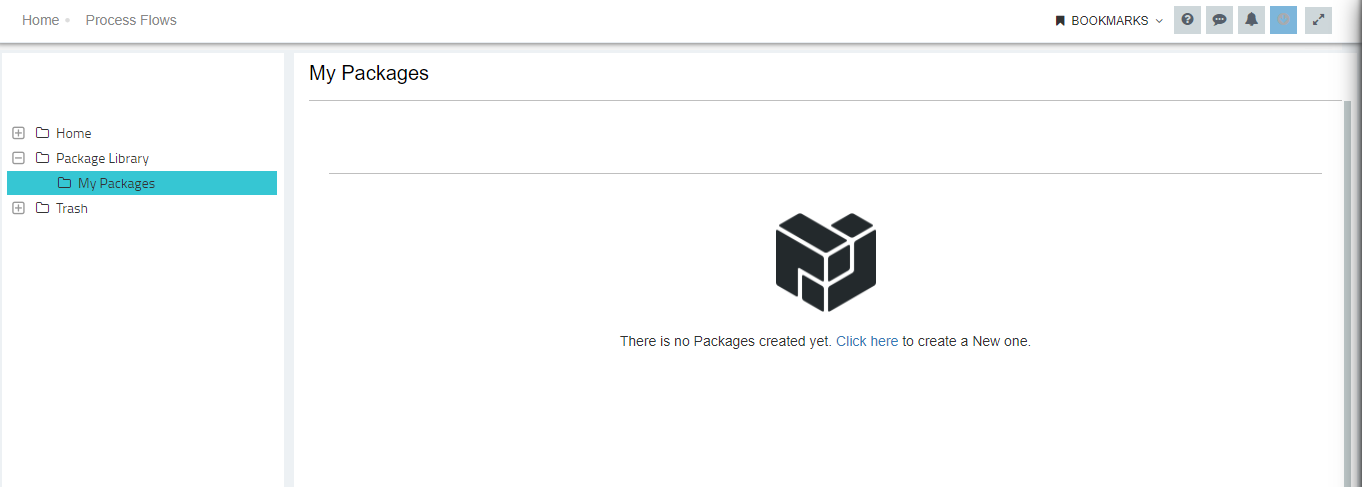 Home Process Flows BOOKMARKS
My Packages
Home
Package Library
My Packages
Trash
There is no Packages created yet. Click here to create a New one.